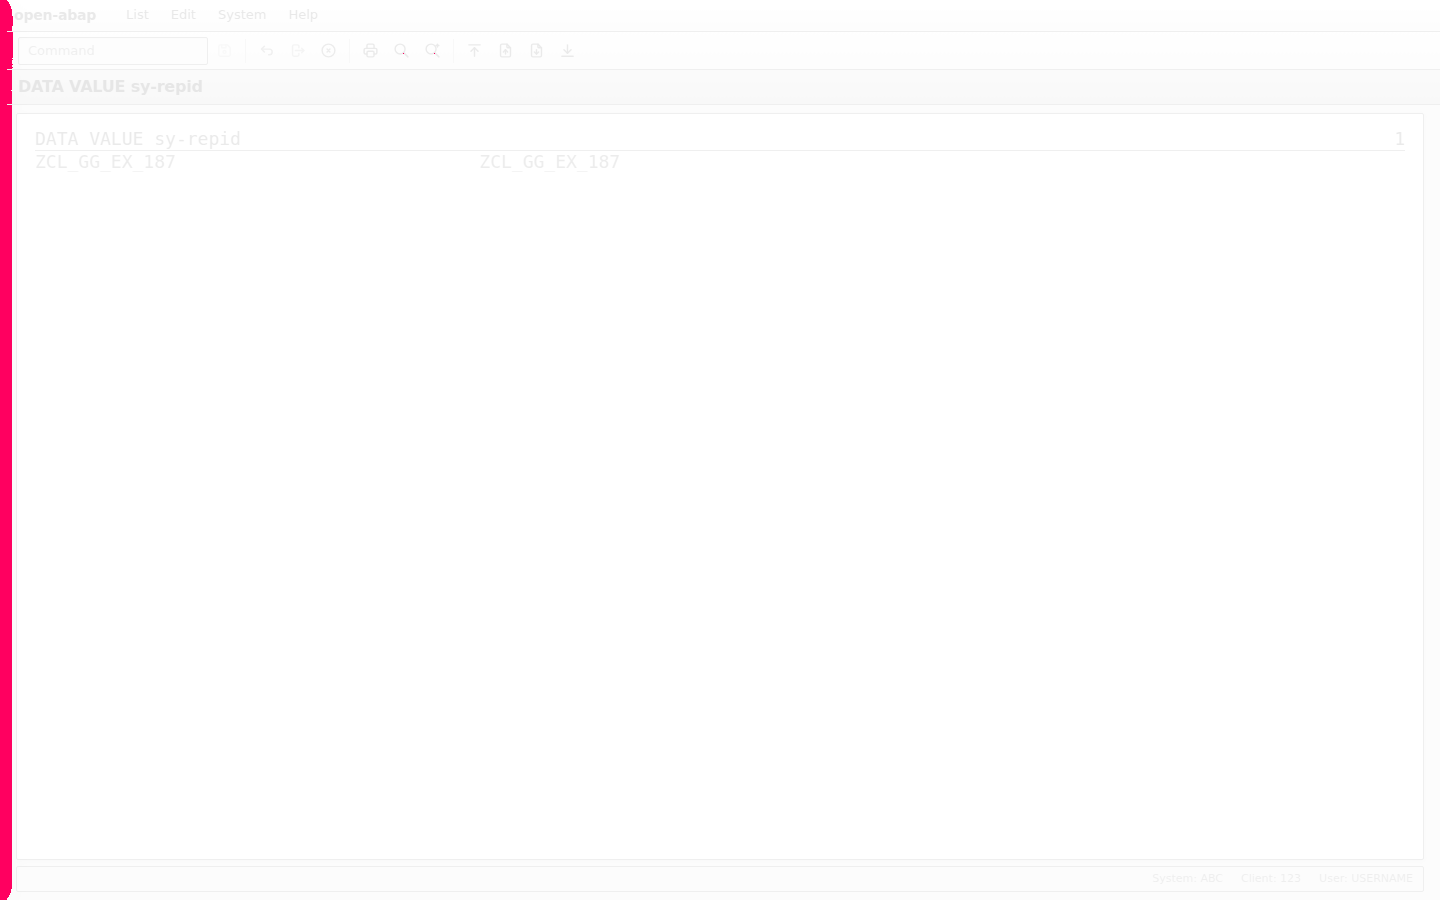 open-abap List Edit System Help
Command
DATA VALUE sy-repid
DATA VALUE sy-repid 1
ZCL_GG_EX_187 ZCL_GG_EX_187
System: ABC Client: 123 User: USERNAME